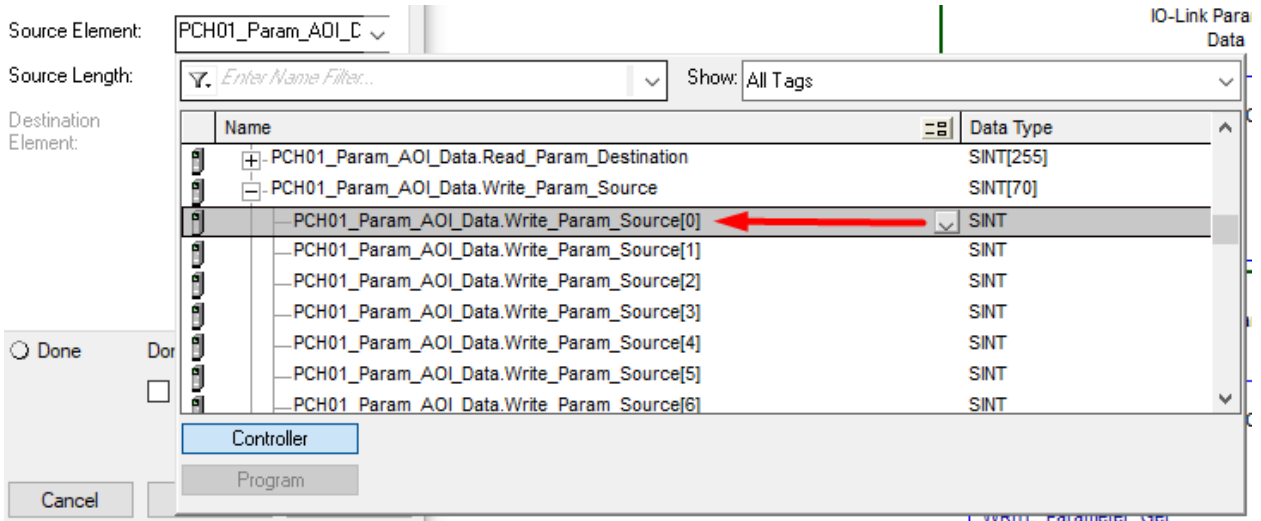 IO-Link Para
Data
Source Element: PCH01_Param_AOI_D
Source Length: Enter Name Filter... Show: All Tags
Destination
Element:
Name Data Type
PCH01_Param_AOI_Data.Read_Param_Destination SINT[255]
PCH01_Param_AOI_Data.Write_Param_Source SINT[70]
PCH01_Param_AOI_Data.Write_Param_Source[0] SINT
PCH01_Param_AOI_Data.Write_Param_Source[1] SINT
PCH01_Param_AOI_Data.Write_Param_Source[2] SINT
PCH01_Param_AOI_Data.Write_Param_Source[3] SINT
PCH01_Param_AOI_Data.Write_Param_Source[4] SINT
Done Dor
PCH01_Param_AOI_Data.Write_Param_Source[5] SINT
PCH01_Param_AOI_Data.Write_Param_Source[6] SINT
Controller
Program
Cancel